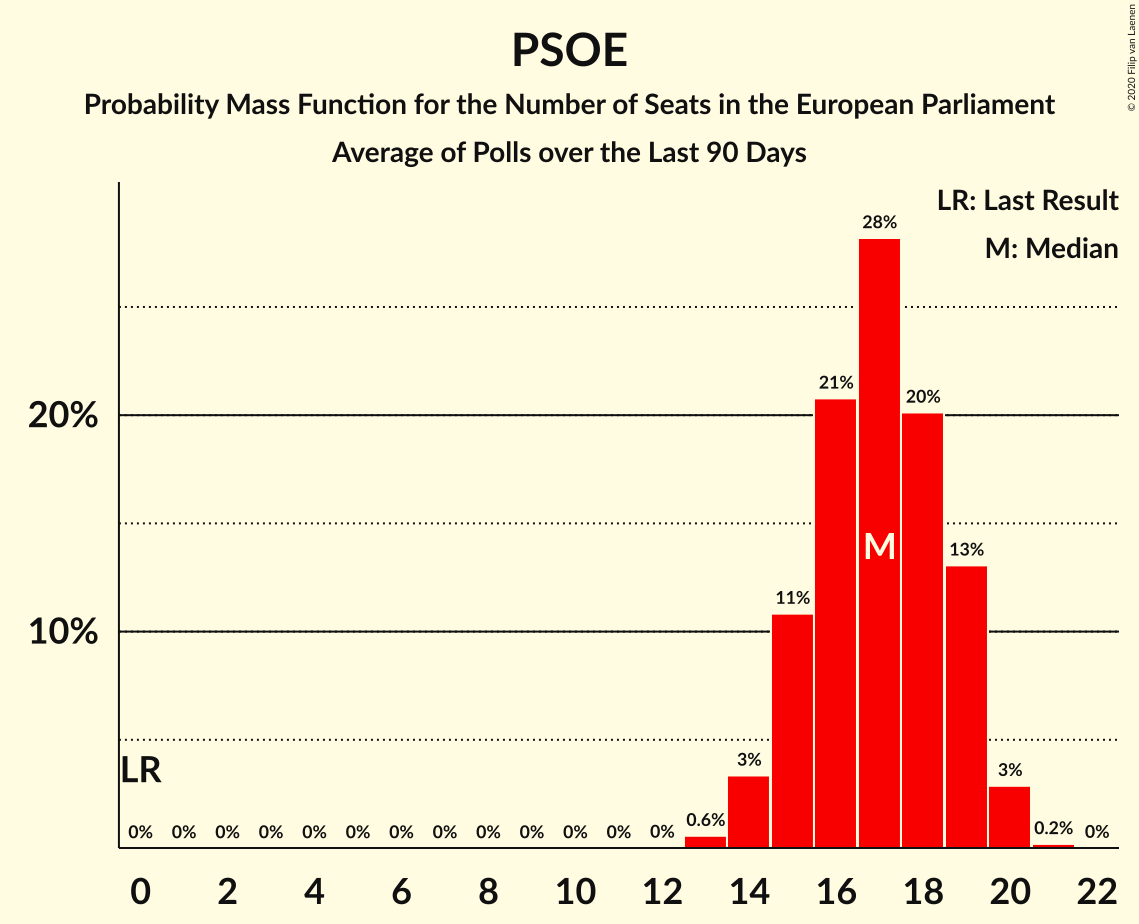 PSOE
Probability Mass Function for the Number of Seats in the European Parliament
Average of Polls over the Last 90 Days
© 2020 Filip van Laenen
LR: Last Result
M: Median
28%
21%
20%
20%
M
13%
11%
10%
LR
3%
3%
0% 0% 0% 0% 0% 0% 0% 0% 0% 0% 0% 0% 0% 0.6% 0.2% 0%
0 2 4 6 8 10 12 14 16 18 20 22